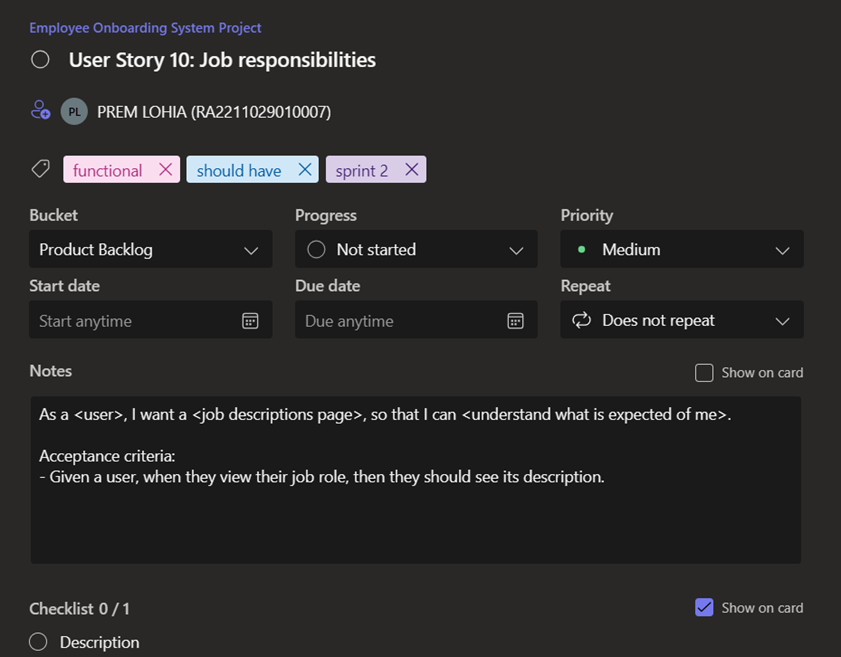 Employee Onboarding System Project
User Story 10: Job responsibilities
PL PREM LOHIA (RA2211029010007)
functional should have sprint 2
Bucket Progress Priority
Product Backlog Not started Medium
Start date Due date Repeat
Start anytime Due anytime Does not repeat
Notes Show on card
As a <user>, I want a <job descriptions page>, so that I can <understand what is expected of me>.
Acceptance criteria:
- Given a user, when they view their job role, then they should see its description.
Checklist 0 / 1 Show on card
Description